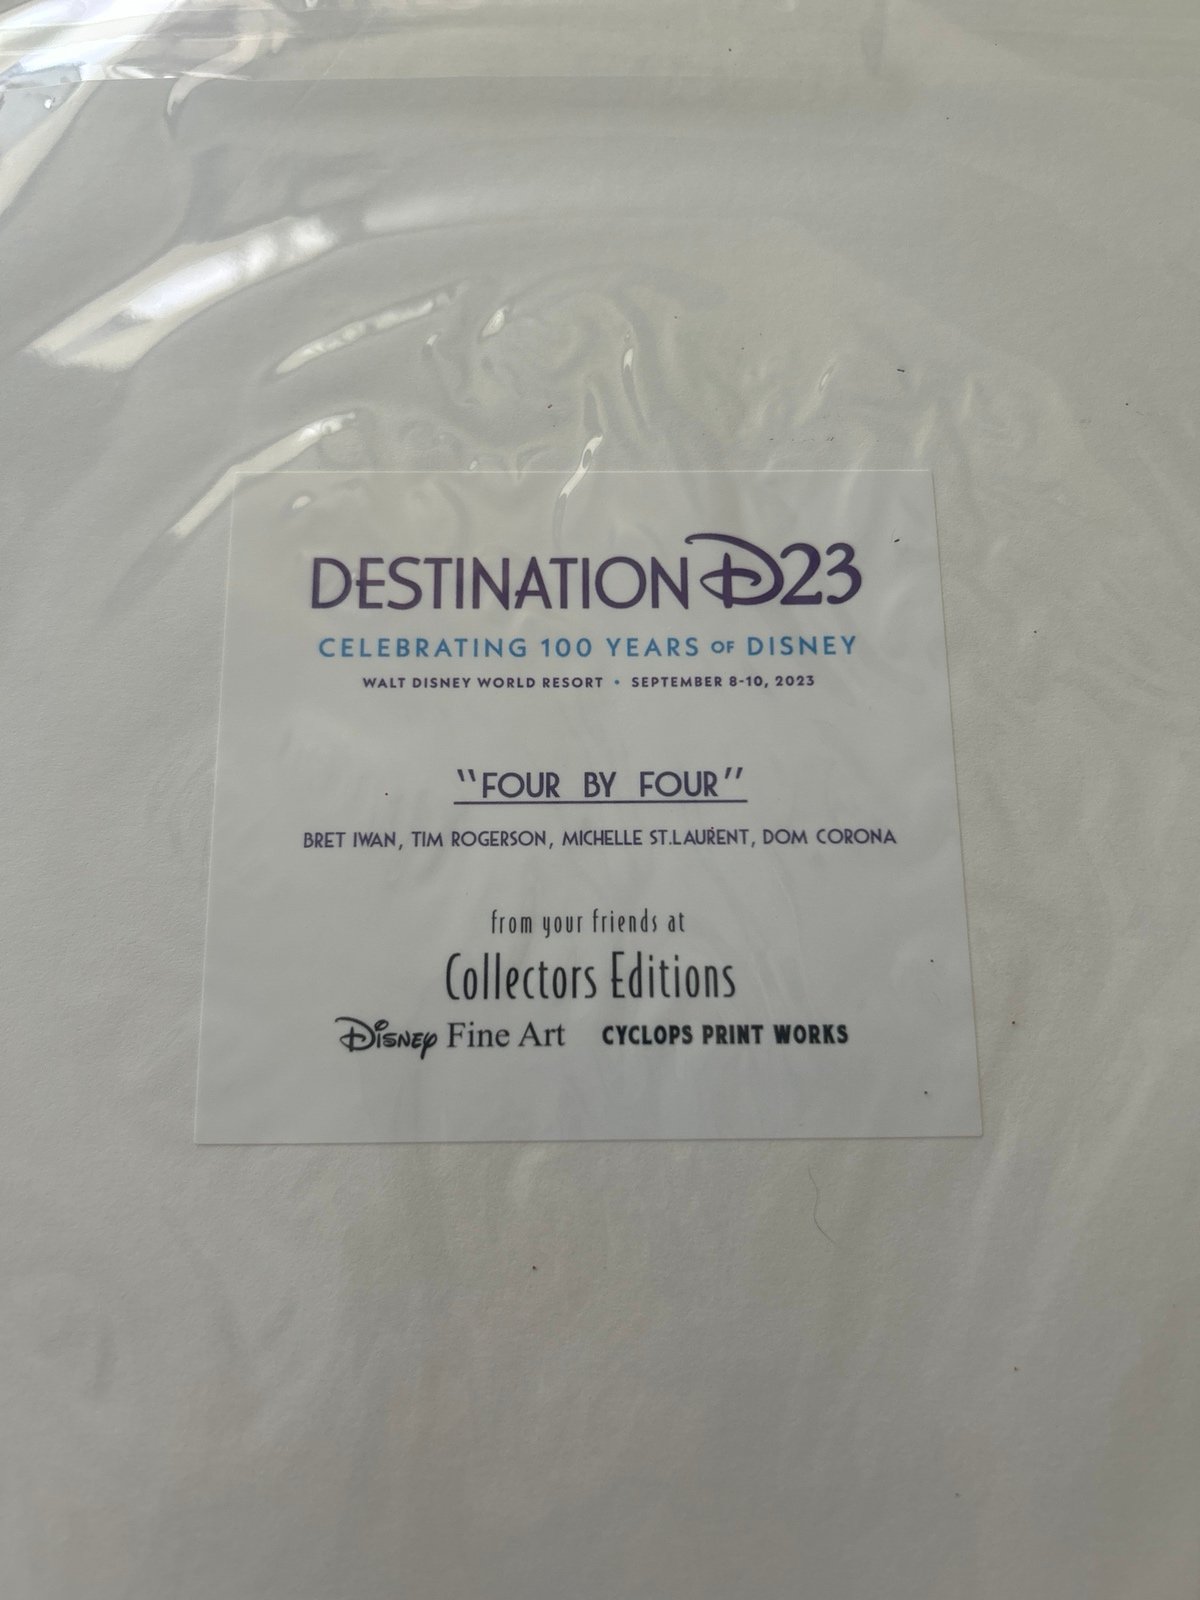 DESTINATION D23
CELEBRATING 100 YEARS OF DISNEY
WALT DISNEY WORLD RESORT • SEPTEMBER 8-10, 2023
"FOUR BY FOUR"
BRET IWAN, TIM ROGERSON, MICHELLE ST.LAURENT, DOM CORONA
from your friends at
Collectors Editions
Disney Fine Art CYCLOPS PRINT WORKS